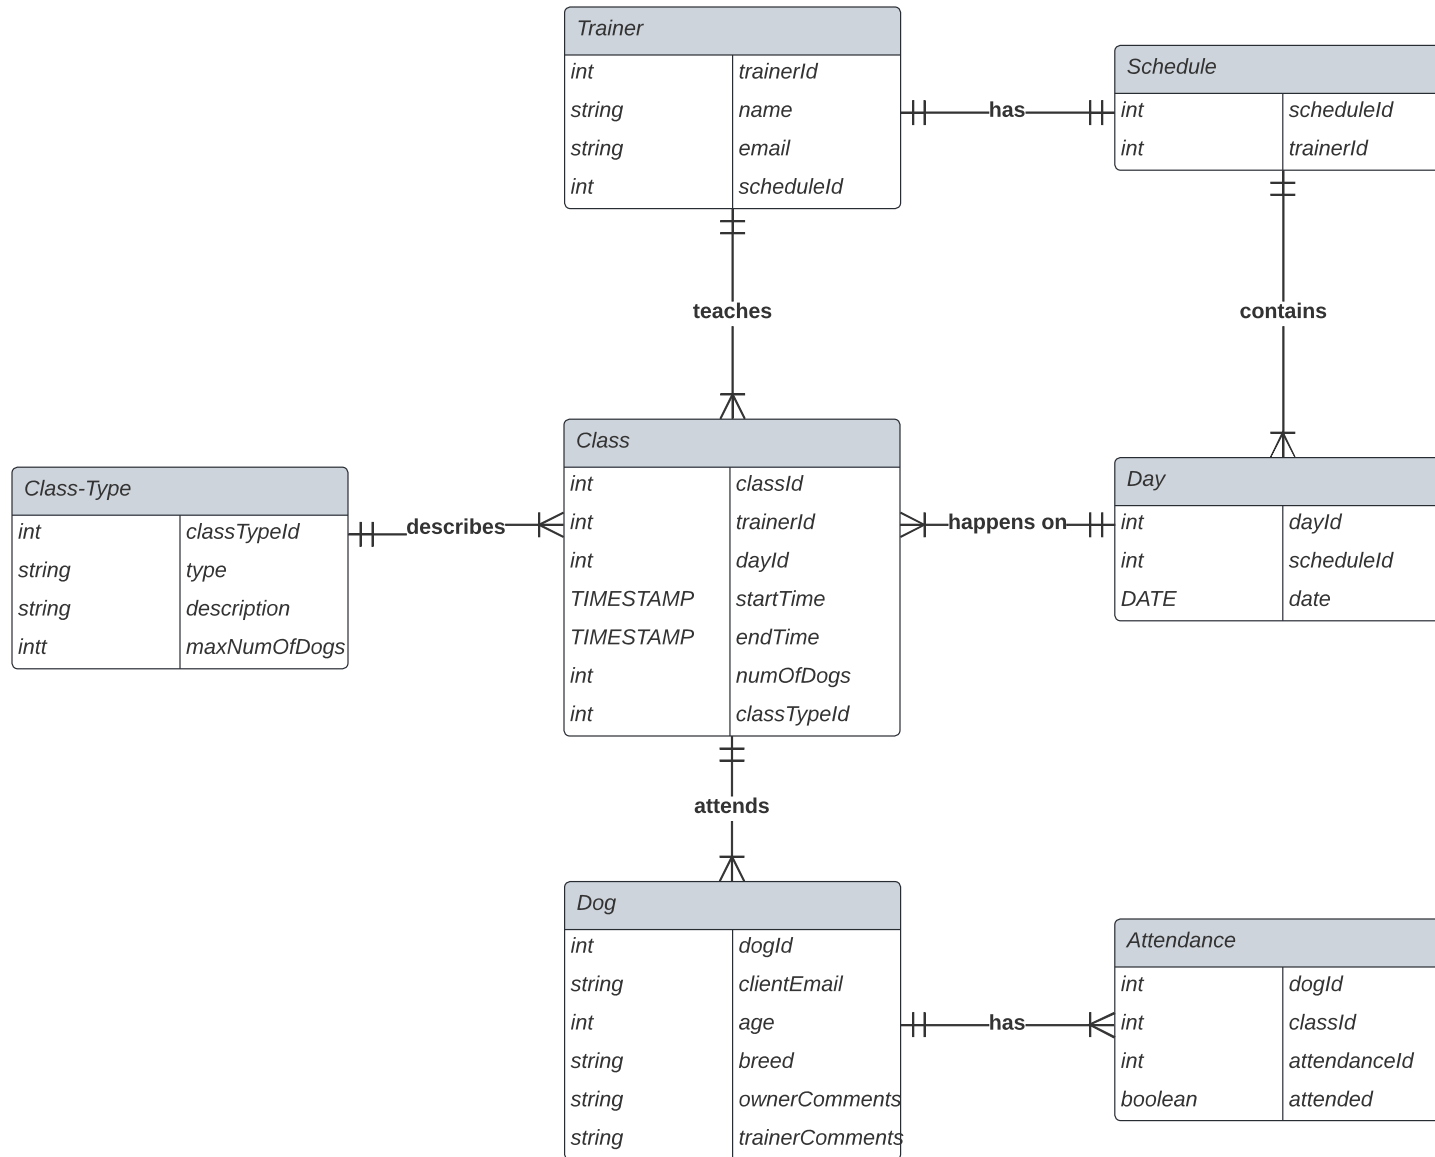 Trainer
int trainerId
string name
string email
int scheduleId
has
Schedule
int scheduleId
int trainerId
teaches
contains
Class-Type
int classTypeId
string type
string description
intt maxNumOfDogs
describes
Class
int classId
int trainerId
int dayId
TIMESTAMP startTime
TIMESTAMP endTime
int numOfDogs
int classTypeId
happens on
Day
int dayId
int scheduleId
DATE date
attends
Dog
int dogId
string clientEmail
int age
string breed
string ownerComments
string trainerComments
has
Attendance
int dogId
int classId
int attendanceId
boolean attended